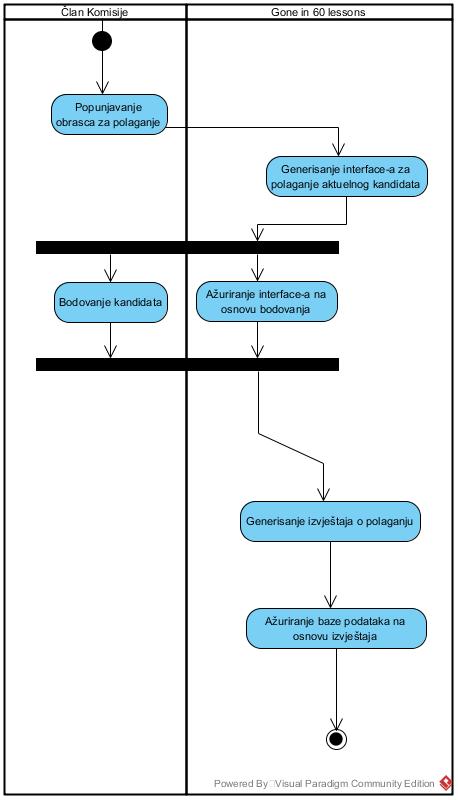 Član Komisije
Gone in 60 lessons
Popunjavanje
obrasca za polaganje
Generisanje interface-a za
polaganje aktuelnog kandidata
Bodovanje kandidata
Ažuriranje interface-a na
osnovu bodovanja
Generisanje izvještaja o polaganju
Ažuriranje baze podataka na
osnovu izvještaja
Powered By Visual Paradigm Community Edition